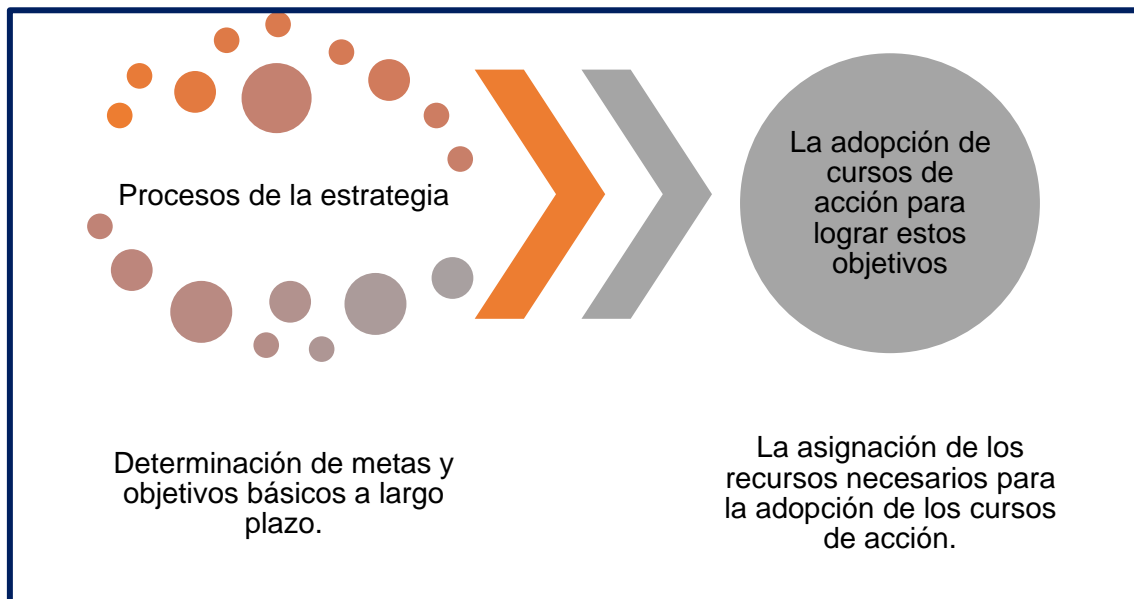 Procesos de la estrategia
La adopción de
cursos de
acción para
lograr estos
objetivos
Determinación de metas y
objetivos básicos a largo
plazo.
La asignación de los
recursos necesarios para
la adopción de los cursos
de acción.